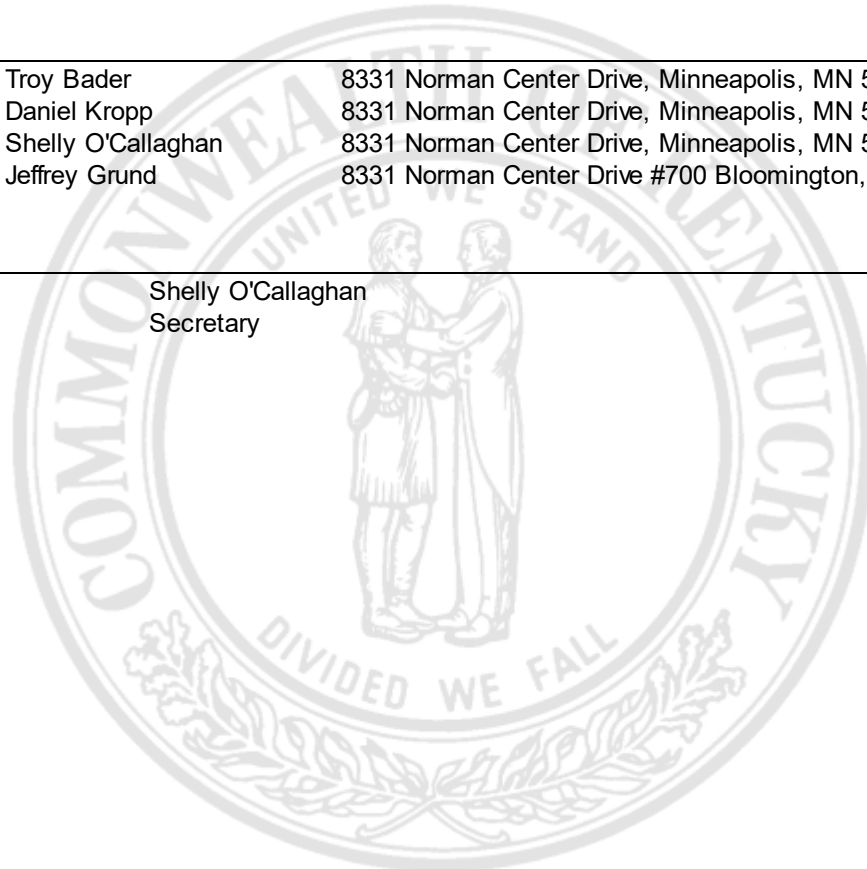 Troy Bader 8331 Norman Center Drive, Minneapolis, MN
Daniel Kropp 8331 Norman Center Drive, Minneapolis, MN
Shelly O'Callaghan 8331 Norman Center Drive, Minneapolis, MN
Jeffrey Grund 8331 Norman Center Drive #700 Bloomington,
Shelly O'Callaghan
Secretary
COMMONWEALTH OF KENTUCKY
UNITED WE STAND
DIVIDED WE FALL